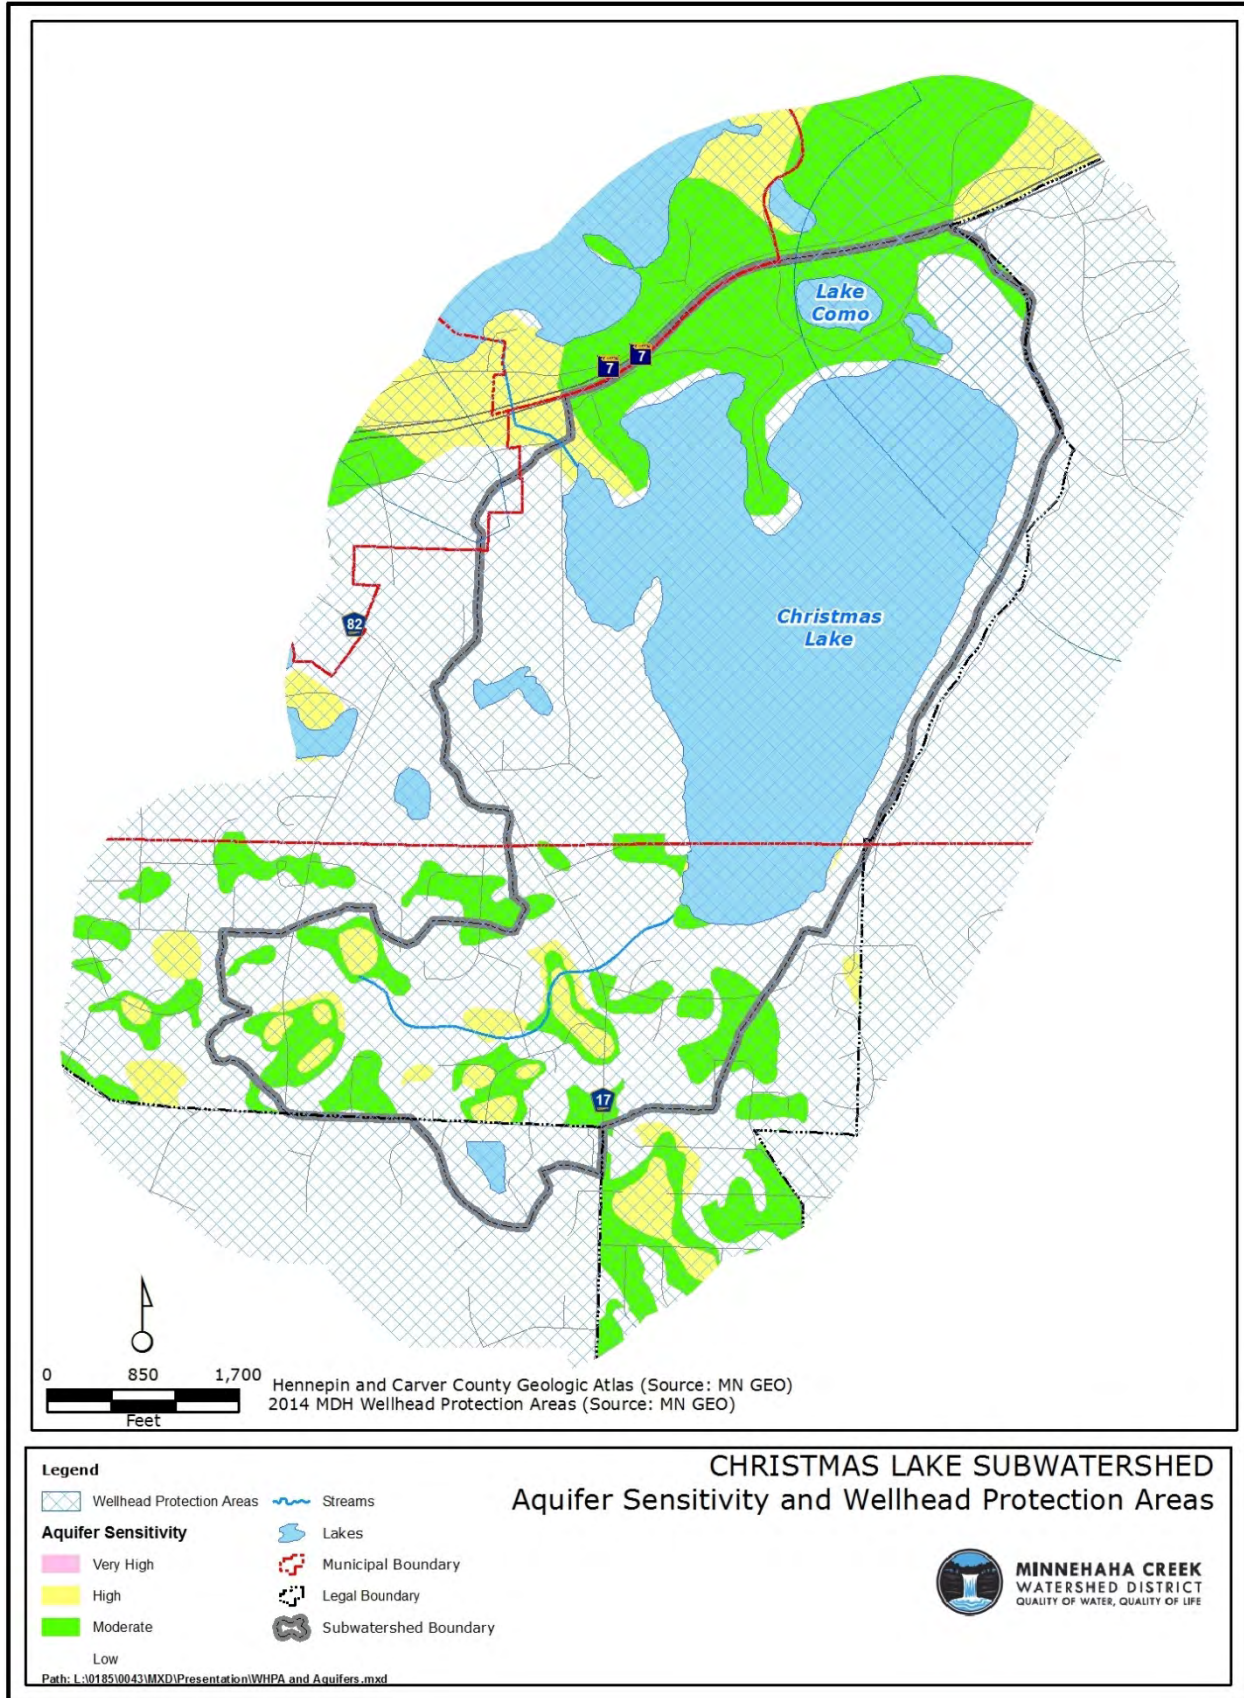 Lake
Como
7
7
Christmas
Lake
82
17
0 850 1,700
Feet
Hennepin and Carver County Geologic Atlas (Source: MN GEO)
2014 MDH Wellhead Protection Areas (Source: MN GEO)
CHRISTMAS LAKE SUBWATERSHED
Aquifer Sensitivity and Wellhead Protection Areas
Legend
Wellhead Protection Areas
Aquifer Sensitivity
Very High
High
Moderate
Low
Streams
Lakes
Municipal Boundary
Legal Boundary
Subwatershed Boundary
MINNEHAHA CREEK
WATERSHED DISTRICT
QUALITY OF WATER, QUALITY OF LIFE
Path: L:\0185\0043\MXD\Presentation\WHPA and Aquifers.mxd